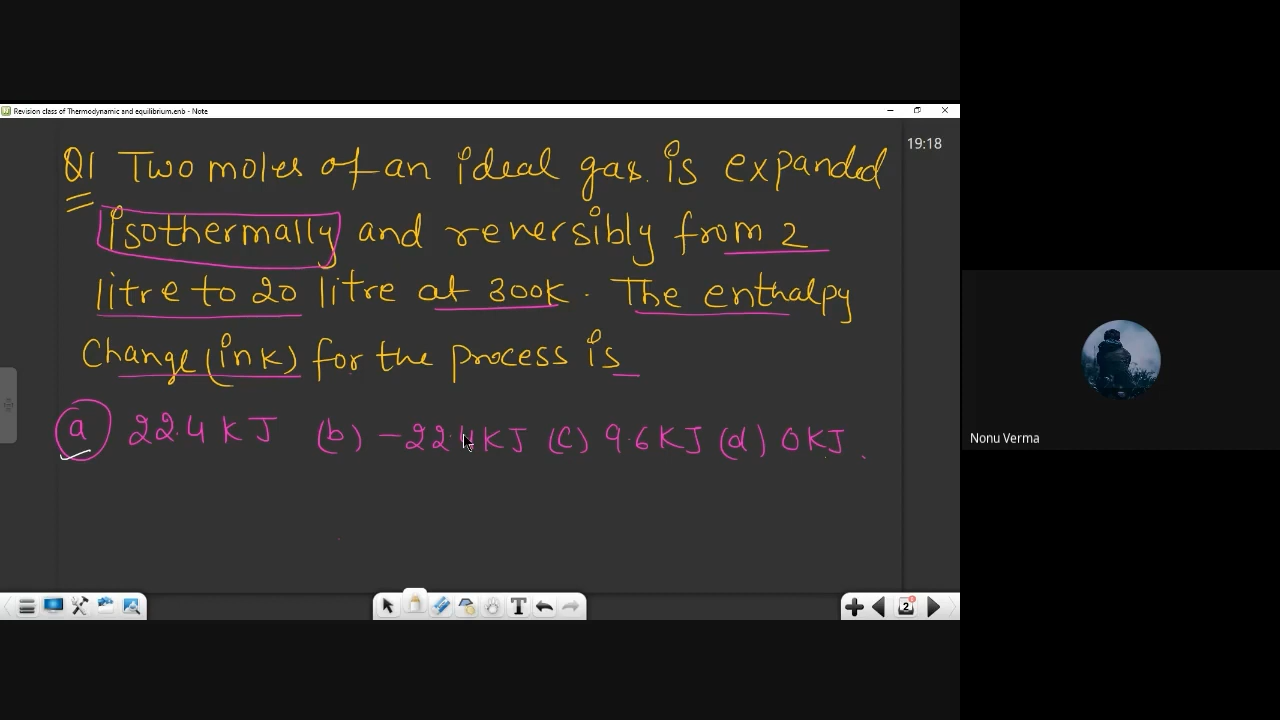 Revision class of Thermodynamic and equilibrium.enb - Note
19:18
Q1 Two moles of an ideal gas. is expanded
isothermally and reversibly from 2
litre to 20 litre at 300K. The enthalpy
Change (in K) for the process is
(a) 22.4 KJ (b) -22.4 KJ (c) 9.6 KJ (d) 0 KJ.
Nonu Verma
T 2